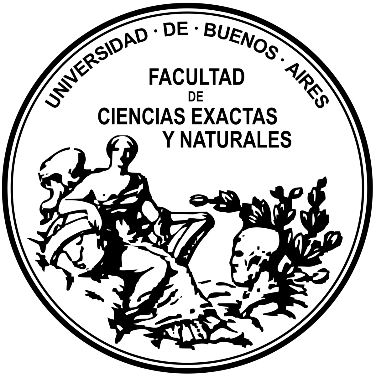 UNIVERSIDAD · DE · BUENOS · AIRES
FACULTAD
DE
CIENCIAS EXACTAS
Y NATURALES